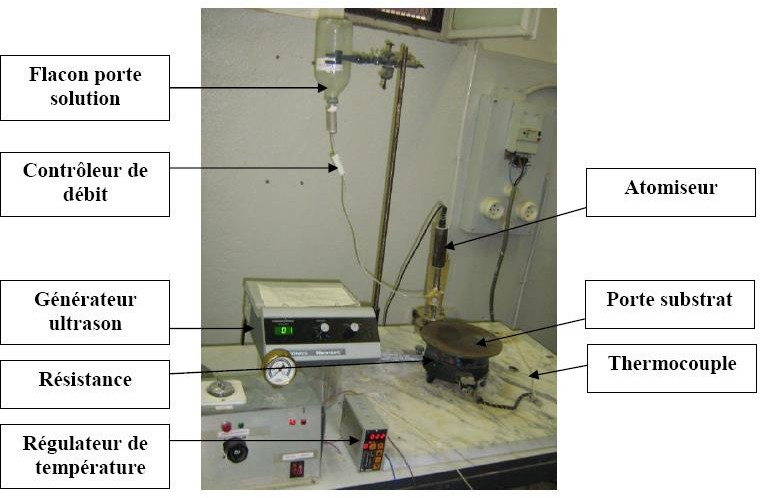 Flacon porte
solution
Contrôleur de
débit
Atomiseur
Générateur
ultrason
Porte substrat
Thermocouple
Résistance
Régulateur de
température